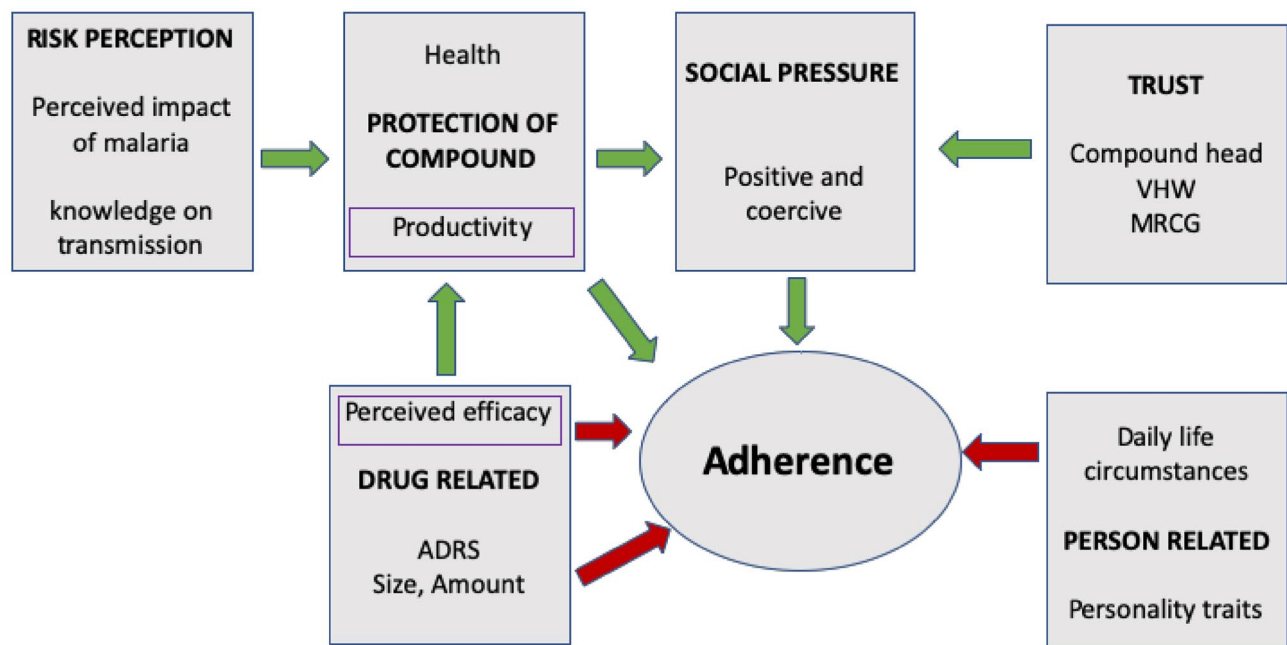 RISK PERCEPTION
Perceived impact
of malaria
knowledge on
transmission
Health
PROTECTION OF
COMPOUND
Productivity
SOCIAL PRESSURE
Positive and
coercive
TRUST
Compound head
VHW
MRCG
Perceived efficacy
DRUG RELATED
ADRS
Size, Amount
Adherence
Daily life
circumstances
PERSON RELATED
Personality traits